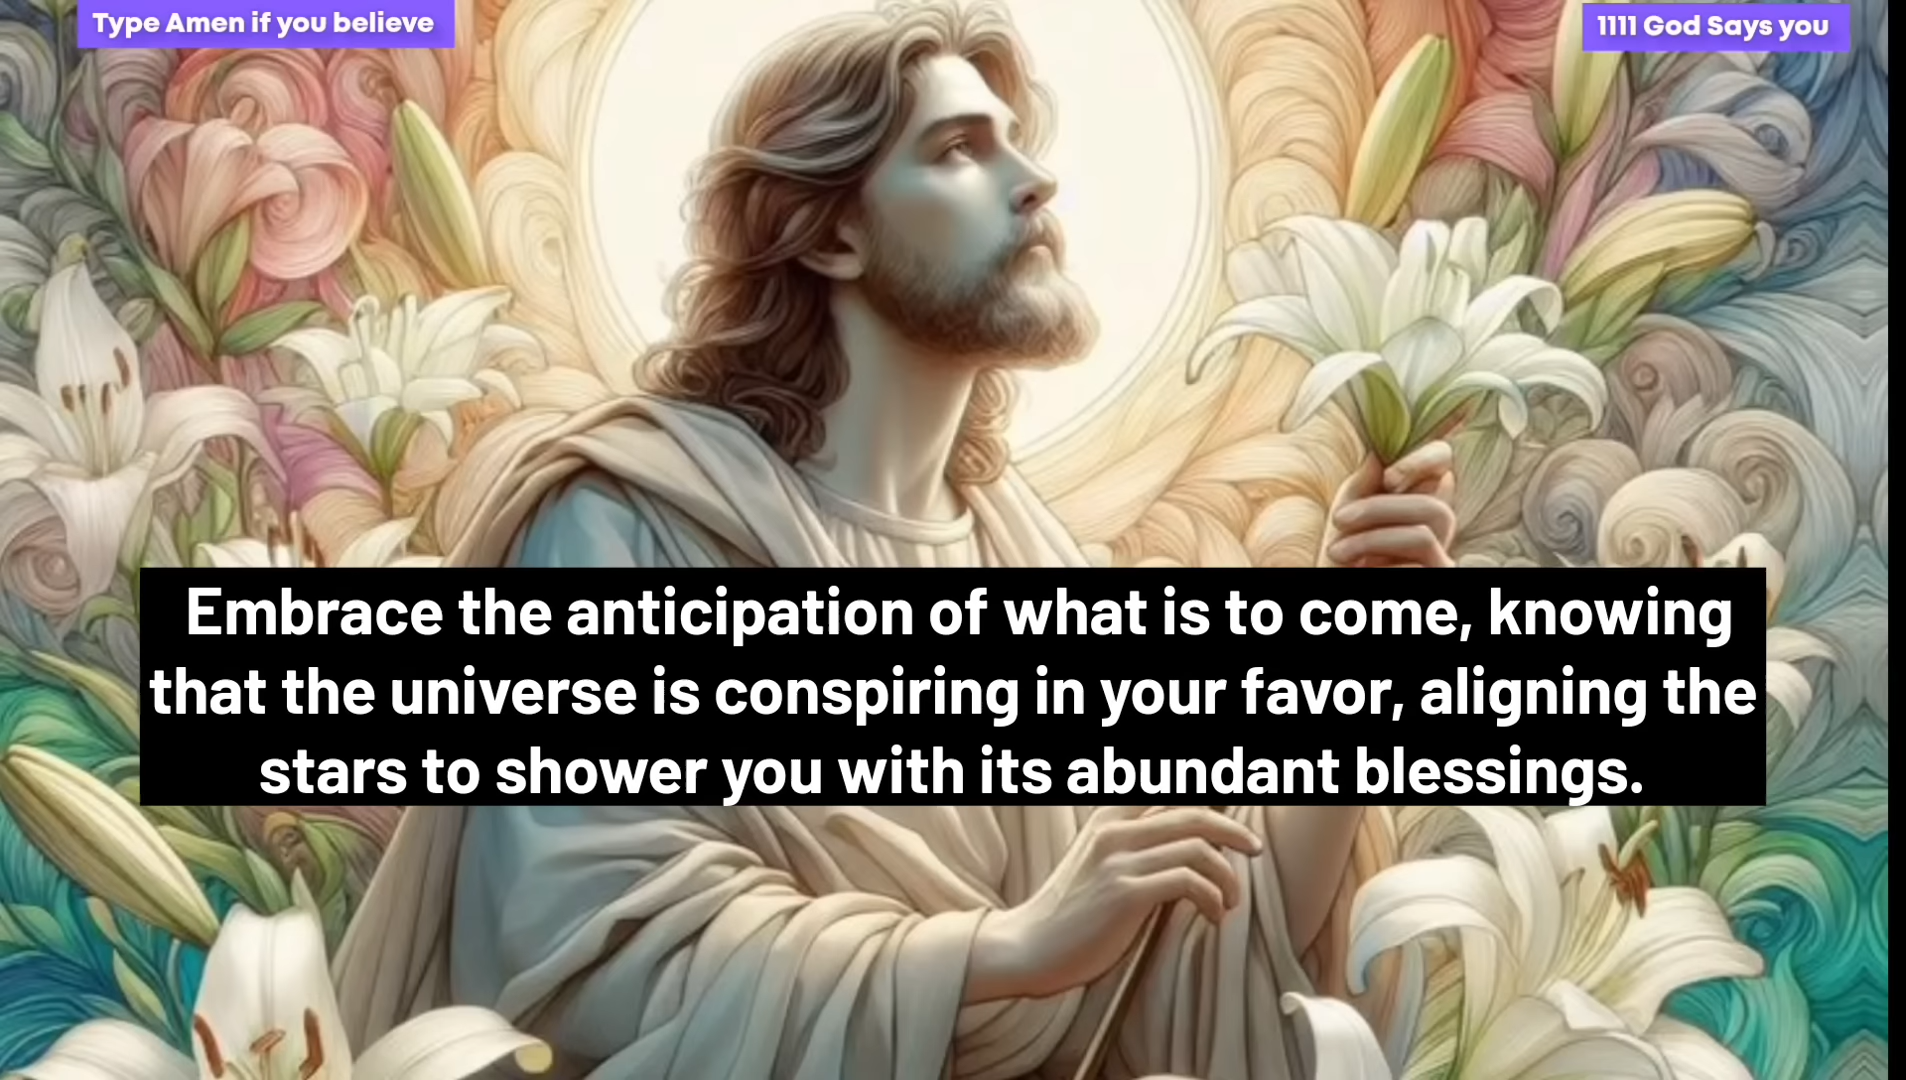 Type Amen if you believe
1111 God Says you
Embrace the anticipation of what is to come, knowing
that the universe is conspiring in your favor, aligning the
stars to shower you with its abundant blessings.